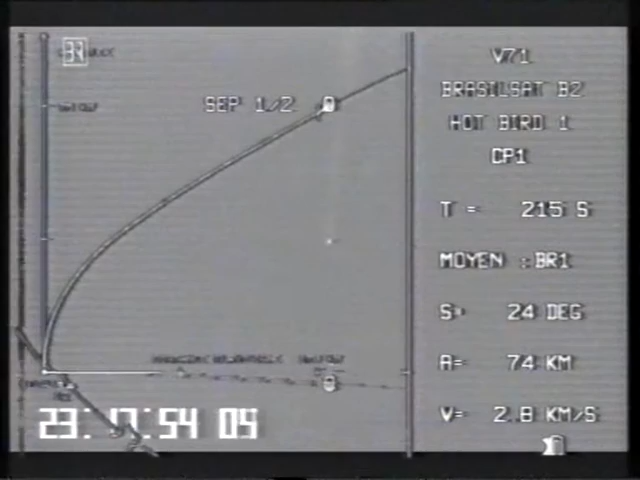 SEP 1/2
V71
BRASILSAT B2
HOT BIRD 1
CP1
T = 215 S
MOYEN :BR1
S= 24 DEG
A= 74 KM
V= 2.8 KM/S
23:17:54 09